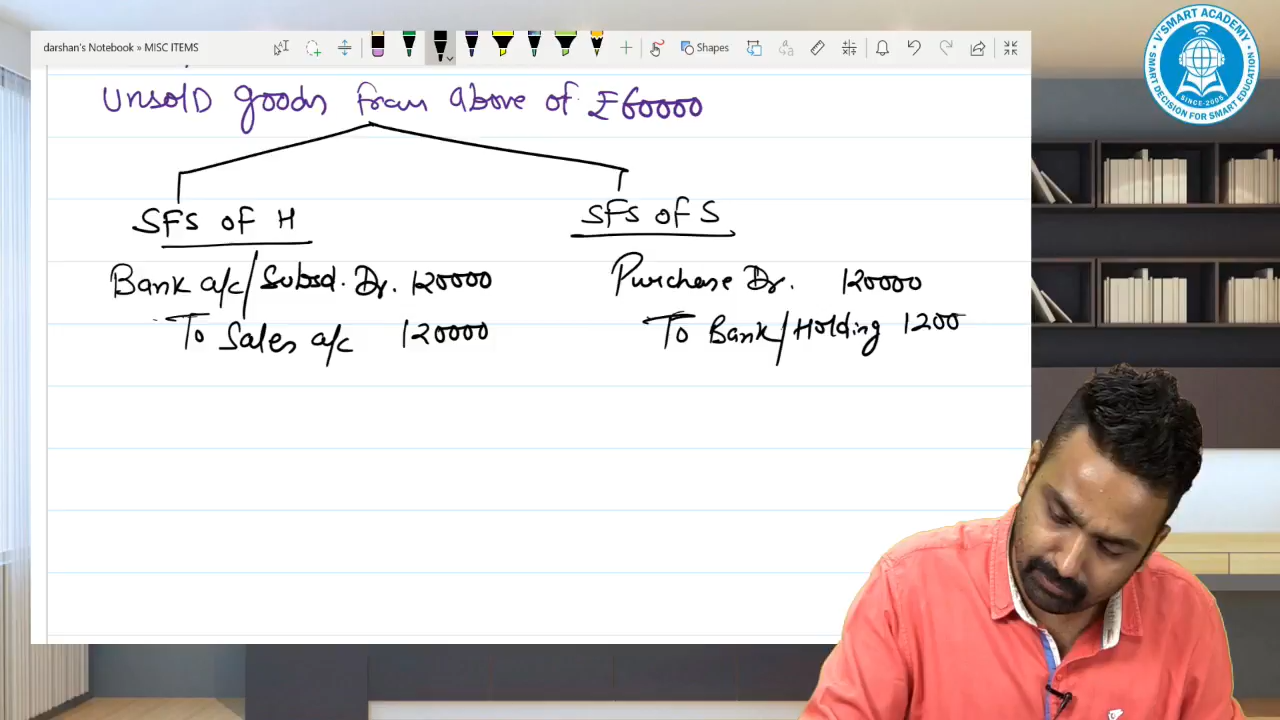 darshan's Notebook » MISC ITEMS
Shapes
V'SMART ACADEMY
SINCE-2005
SMART DECISION FOR SMART EDUCATION
Unsold goods from above of ₹60000
SFS of H
Bank a/c/Subsd. Dr. 120000
To Sales a/c 120000
SFS of S
Purchase Dr. 120000
To Bank/Holding 1200